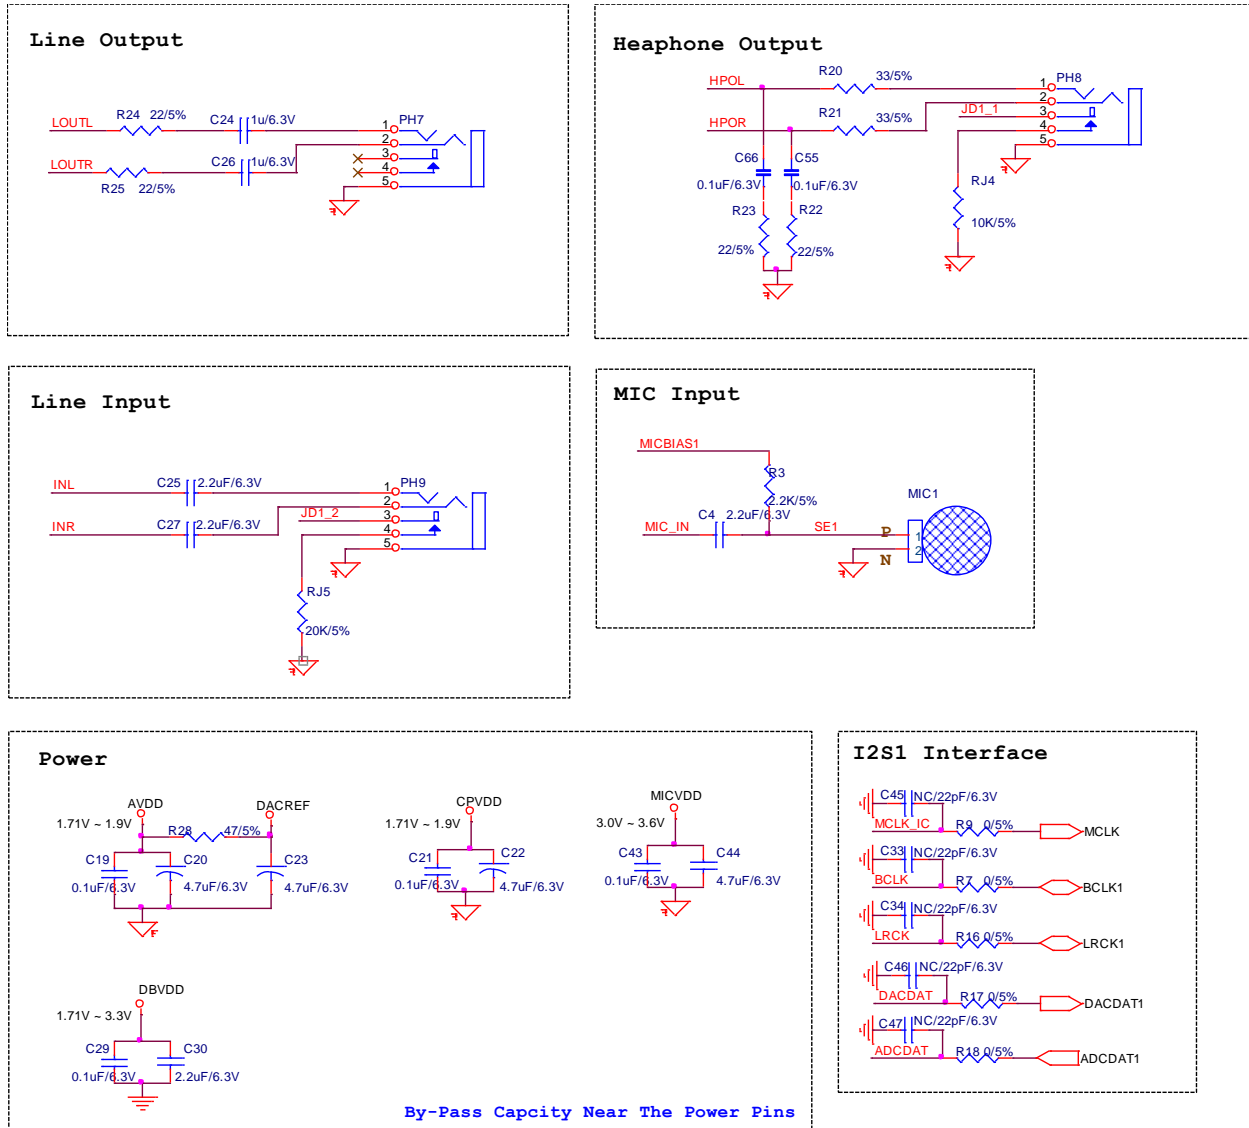 Line Output
R24 22/5%
C24 1u/6.3V
LOUTL
1 PH7
2
3
4
5
LOUTR
C26 1u/6.3V
R25 22/5%
Heaphone Output
HPOL
R20 33/5%
1 PH8
2
JD1_1
3
4
5
HPOR
R21 33/5%
C66
C55
0.1uF/6.3V
0.1uF/6.3V
R23
R22
22/5%
22/5%
RJ4
10K/5%
Line Input
INL
C25 2.2uF/6.3V
1 PH9
2
JD1_2
3
4
5
INR
C27 2.2uF/6.3V
RJ5
20K/5%
MIC Input
MICBIAS1
R3
2.2K/5%
MIC1
C4 2.2uF/6.3V
MIC_IN
SE1
P
1
2
N
Power
AVDD
DACREF
1.71V ~ 1.9V
R28 47/5%
C19
C20
C23
0.1uF/6.3V
4.7uF/6.3V
4.7uF/6.3V
CPVDD
1.71V ~ 1.9V
C21
C22
0.1uF/6.3V
4.7uF/6.3V
MICVDD
3.0V ~ 3.6V
C43
C44
0.1uF/6.3V
4.7uF/6.3V
DBVDD
1.71V ~ 3.3V
C29
C30
0.1uF/6.3V
2.2uF/6.3V
By-Pass Capcity Near The Power Pins
I2S1 Interface
C45 NC/22pF/6.3V
MCLK_IC
R9 0/5%
MCLK
C33 NC/22pF/6.3V
BCLK
R7 0/5%
BCLK1
C34 NC/22pF/6.3V
LRCK
R16 0/5%
LRCK1
C46 NC/22pF/6.3V
DACDAT
R17 0/5%
DACDAT1
C47 NC/22pF/6.3V
ADCDAT
R18 0/5%
ADCDAT1